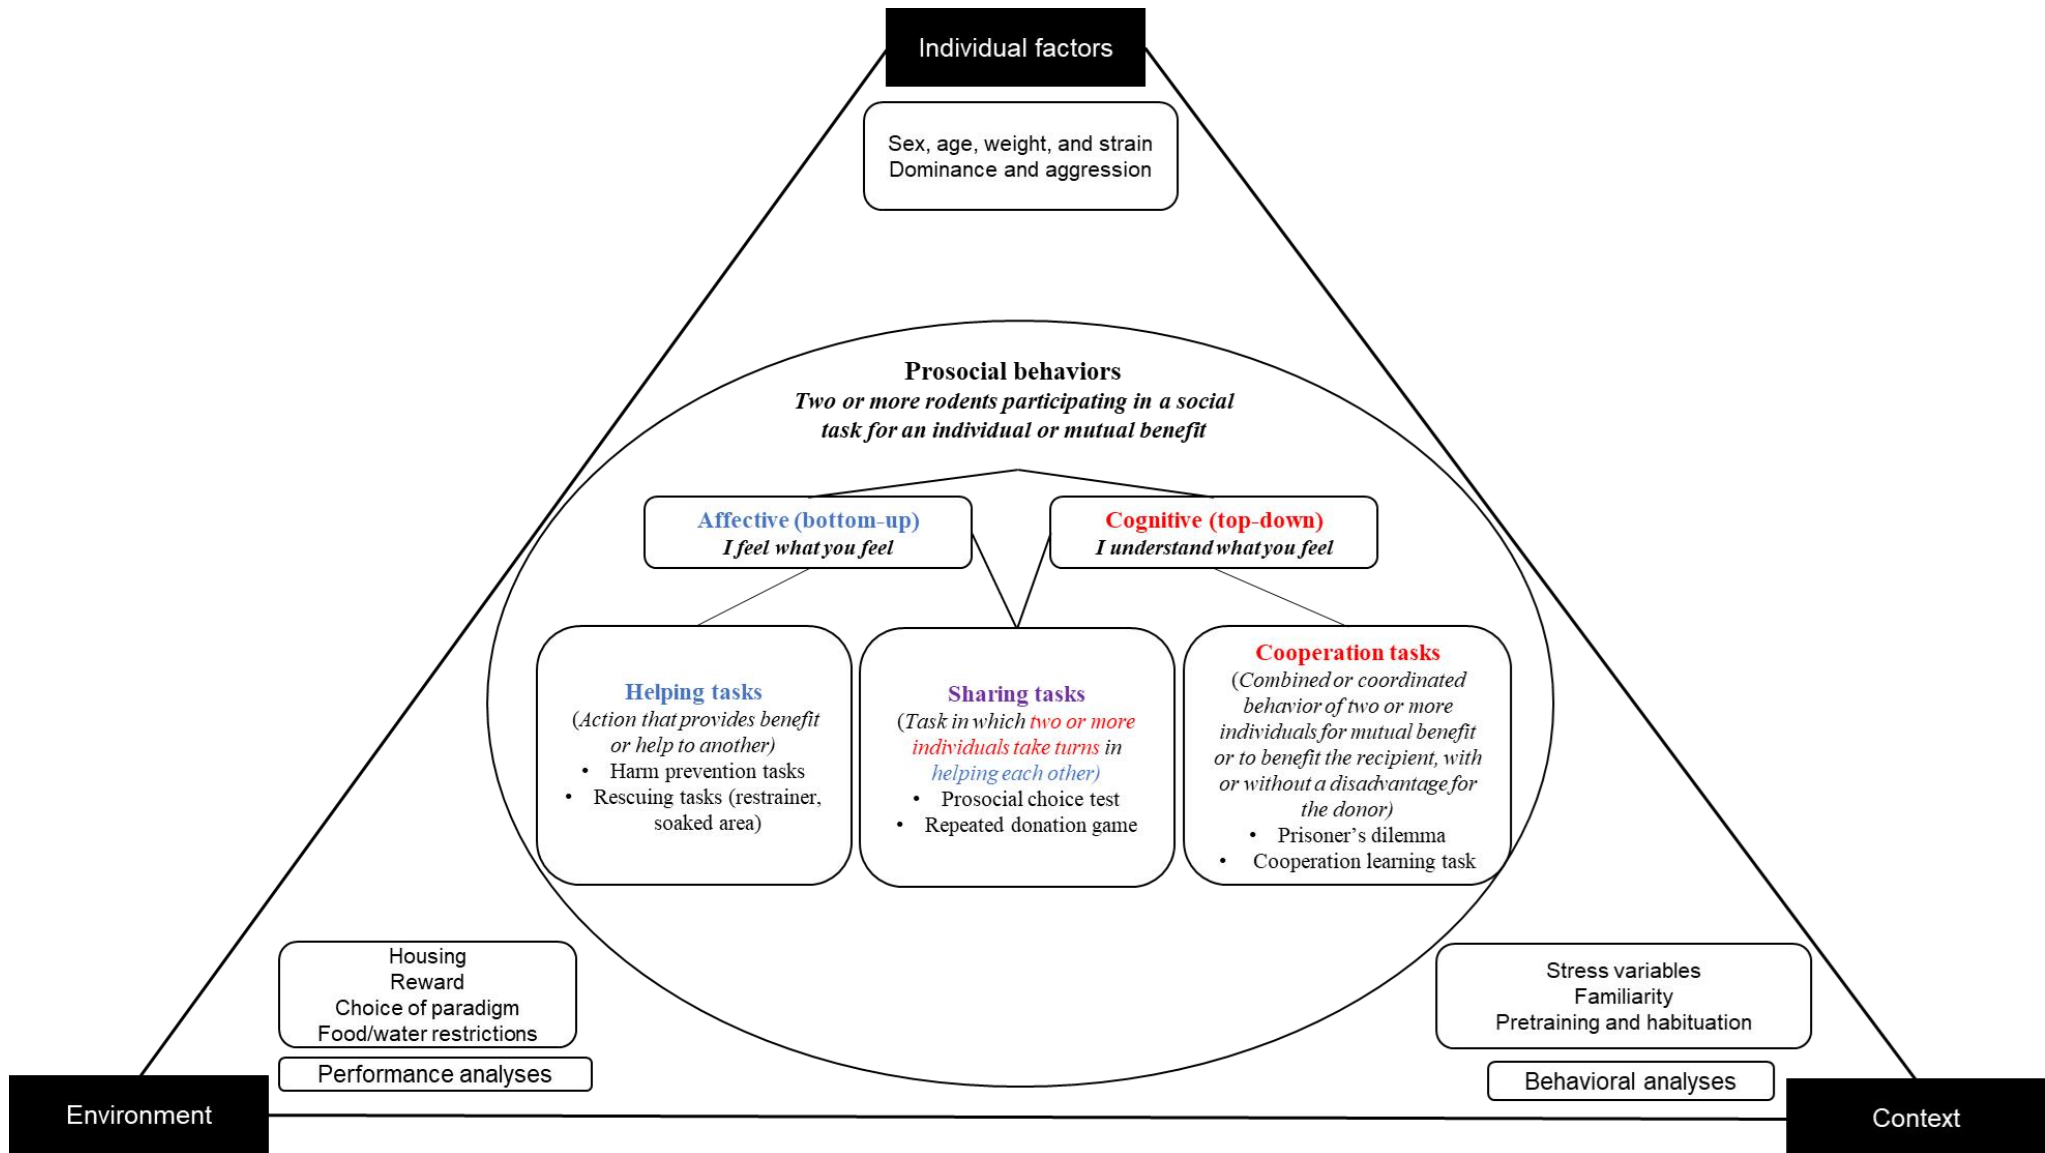 Individual factors
Sex, age, weight, and strain
Dominance and aggression
Prosocial behaviors
Two or more rodents participating in a social
task for an individual or mutual benefit
Affective (bottom-up)
I feel what you feel
Cognitive (top-down)
I understand what you feel
Helping tasks
(Action that provides benefit
or help to another)
• Harm prevention tasks
• Rescuing tasks (restrainer,
soaked area)
Sharing tasks
(Task in which two or more
individuals take turns in
helping each other)
• Prosocial choice test
• Repeated donation game
Cooperation tasks
(Combined or coordinated
behavior of two or more
individuals for mutual benefit
or to benefit the recipient, with
or without a disadvantage for
the donor)
• Prisoner’s dilemma
• Cooperation learning task
Housing
Reward
Choice of paradigm
Food/water restrictions
Performance analyses
Environment
Stress variables
Familiarity
Pretraining and habituation
Behavioral analyses
Context